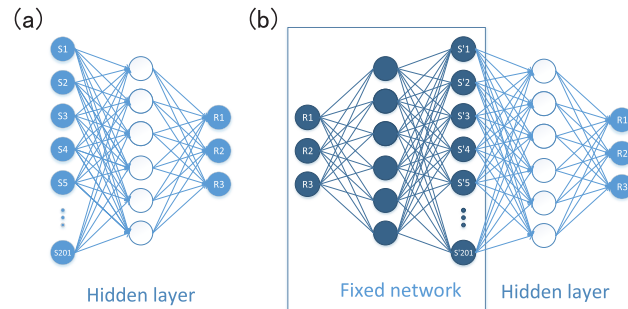 (a)
S1
S2
S3
S4
S5
S201
R1
R2
R3
Hidden layer
(b)
R1
R2
R3
S'1
S'2
S'3
S'4
S'5
S'201
R1
R2
R3
Fixed network
Hidden layer